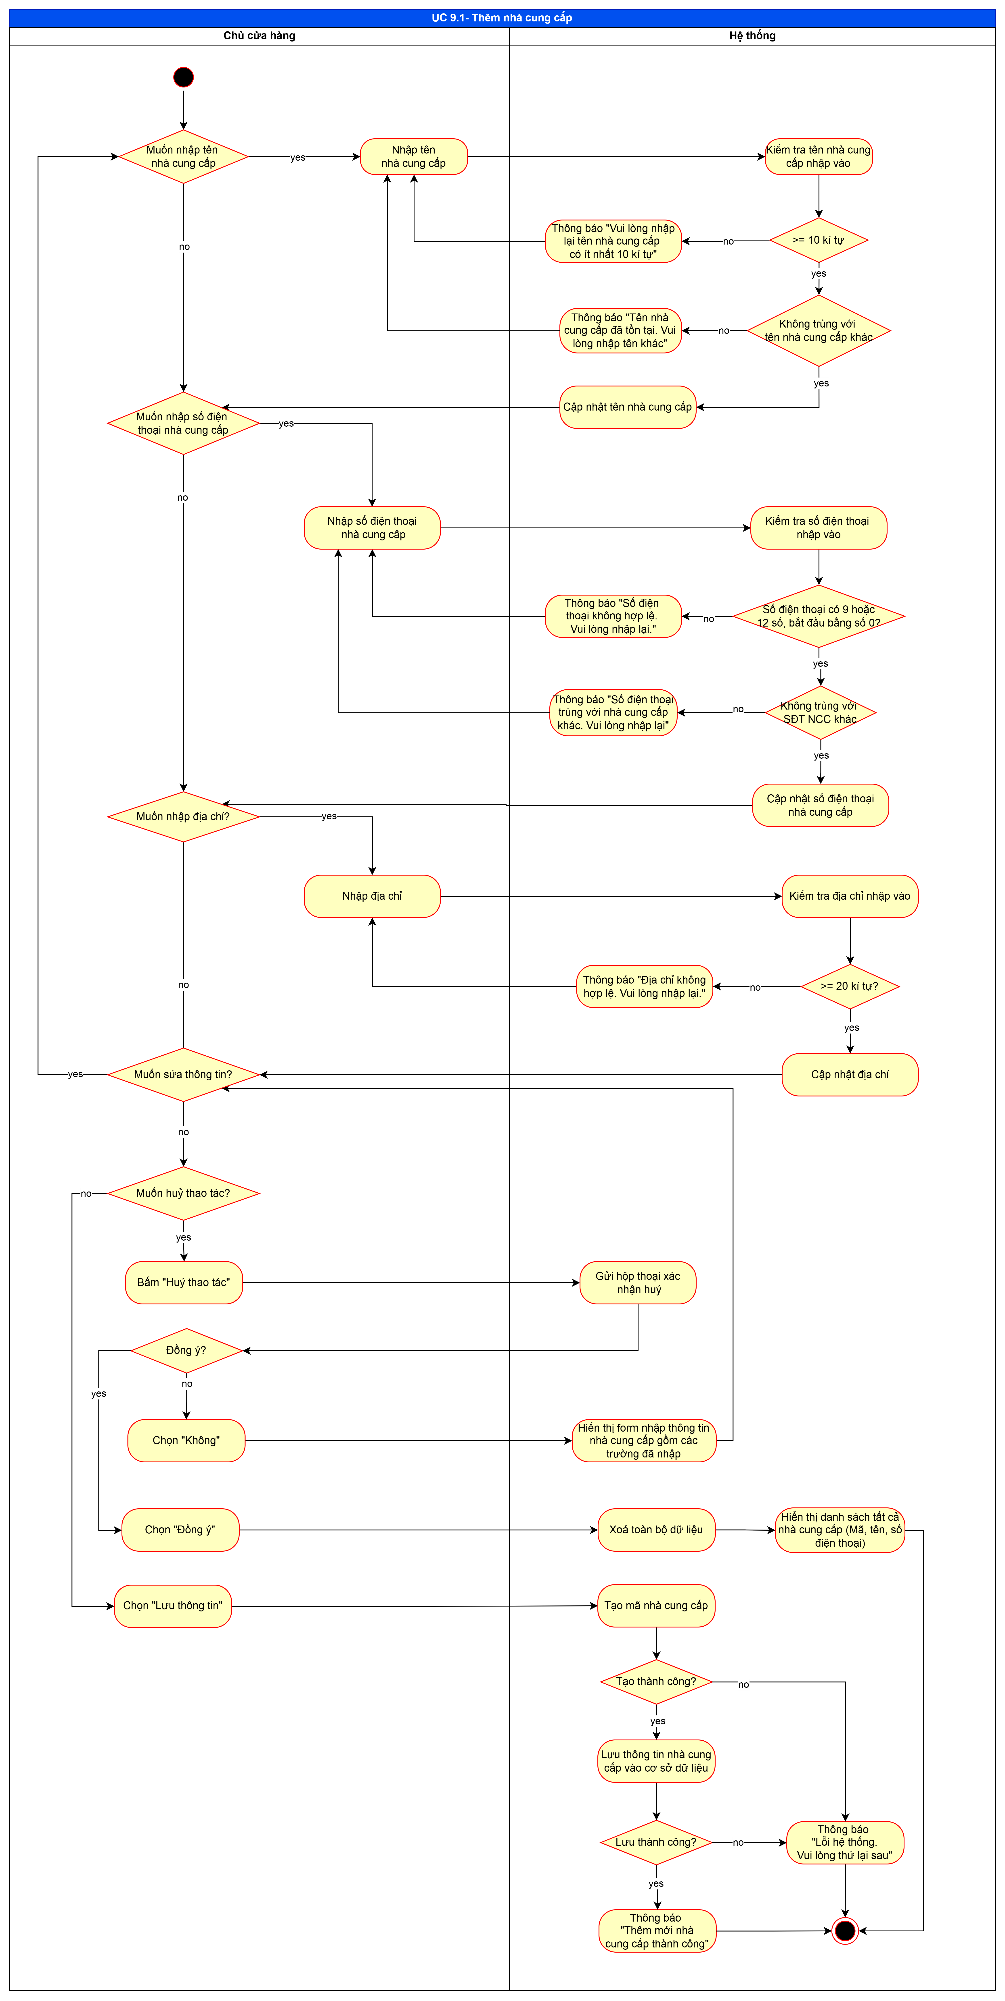 UC 9.1- Thêm nhà cung cấp
Chủ cửa hàng
Hệ thống
Muốn nhập tên
nhà cung cấp
yes
Nhập tên
nhà cung cấp
Kiểm tra tên nhà cung
cấp nhập vào
no
Thông báo "Vui lòng nhập
lại tên nhà cung cấp
có ít nhất 10 kí tự"
no
>= 10 kí tự
yes
Thông báo "Tên nhà
cung cấp đã tồn tại. Vui
lòng nhập tên khác"
no
Không trùng với
tên nhà cung cấp khác
yes
Cập nhật tên nhà cung cấp
Muốn nhập số điện
thoại nhà cung cấp
yes
no
Nhập số điện thoại
nhà cung cấp
Kiểm tra số điện thoại
nhập vào
Thông báo "Số điện
thoại không hợp lệ.
Vui lòng nhập lại."
no
Số điện thoại có 9 hoặc
12 số, bắt đầu bằng số 0?
yes
Thông báo "Số điện thoại
trùng với nhà cung cấp
khác. Vui lòng nhập lại"
no
Không trùng với
SĐT NCC khác
yes
Cập nhật số điện thoại
nhà cung cấp
Muốn nhập địa chỉ?
yes
Nhập địa chỉ
Kiểm tra địa chỉ nhập vào
no
Thông báo "Địa chỉ không
hợp lệ. Vui lòng nhập lại."
no
>= 20 kí tự?
yes
Cập nhật địa chỉ
yes
Muốn sửa thông tin?
no
no
Muốn huỷ thao tác?
yes
Bấm "Huỷ thao tác"
Gửi hộp thoại xác
nhận huỷ
Đồng ý?
yes
no
Chọn "Không"
Hiển thị form nhập thông tin
nhà cung cấp gồm các
trường đã nhập
Chọn "Đồng ý"
Xoá toàn bộ dữ liệu
Hiển thị danh sách tất cả
nhà cung cấp (Mã, tên, số
điện thoại)
Chọn "Lưu thông tin"
Tạo mã nhà cung cấp
Tạo thành công?
no
yes
Lưu thông tin nhà cung
cấp vào cơ sở dữ liệu
Lưu thành công?
no
Thông báo
"Lỗi hệ thống.
Vui lòng thử lại sau"
yes
Thông báo
"Thêm mới nhà
cung cấp thành công"